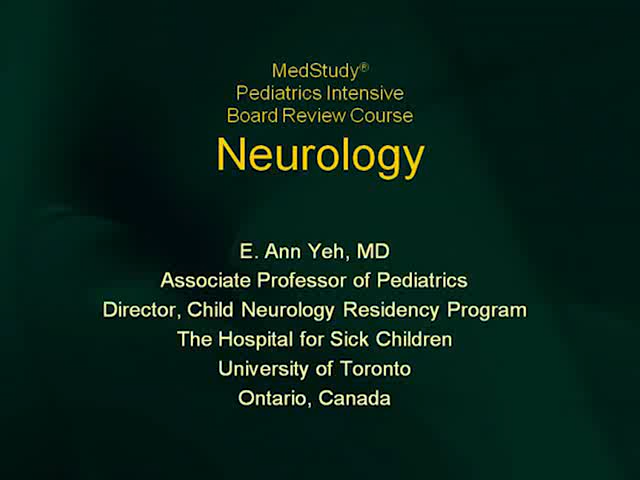 MedStudy®
Pediatrics Intensive
Board Review Course
Neurology
E. Ann Yeh, MD
Associate Professor of Pediatrics
Director, Child Neurology Residency Program
The Hospital for Sick Children
University of Toronto
Ontario, Canada